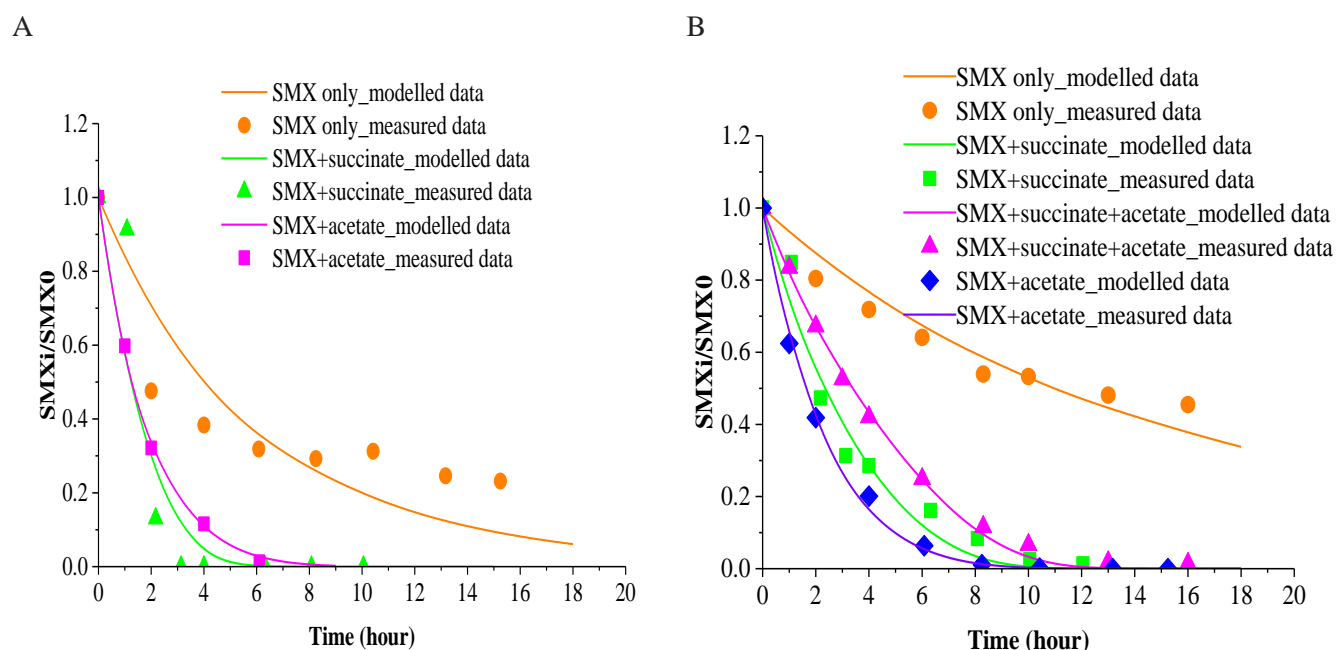 A
SMX only_modelled data
SMX only_measured data
SMX+succinate_modelled data
SMX+succinate_measured data
SMX+acetate_modelled data
SMX+acetate_measured data
1.2
1.0
0.8
0.6
0.4
0.2
0.0
SMXi/SMX0
0 2 4 6 8 10 12 14 16 18 20
Time (hour)
B
SMX only_modelled data
SMX only_measured data
SMX+succinate_modelled data
SMX+succinate_measured data
SMX+succinate+acetate_modelled data
SMX+succinate+acetate_measured data
SMX+acetate_modelled data
SMX+acetate_measured data
1.2
1.0
0.8
0.6
0.4
0.2
0.0
SMXi/SMX0
0 2 4 6 8 10 12 14 16 18 20
Time (hour)